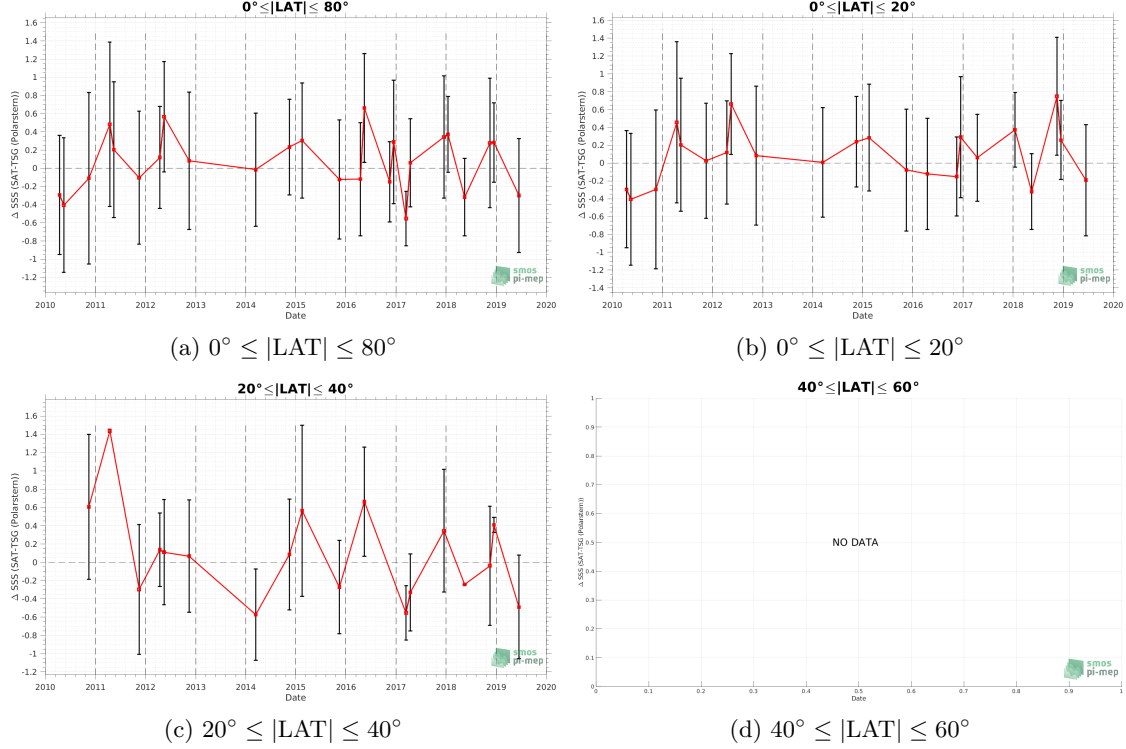 0°≤|LAT|≤ 80°
1.6
1.4
1.2
1
0.8
0.6
0.4
0.2
0
-0.2
-0.4
-0.6
-0.8
-1
-1.2
Δ SSS (SAT-TSG (Polarstern))
2010 2011 2012 2013 2014 2015 2016 2017 2018 2019 2020
Date
smos
pi-mep
(a) 0° ≤ |LAT| ≤ 80°
0°≤|LAT|≤ 20°
1.6
1.4
1.2
1
0.8
0.6
0.4
0.2
0
-0.2
-0.4
-0.6
-0.8
-1
-1.2
-1.4
Δ SSS (SAT-TSG (Polarstern))
2010 2011 2012 2013 2014 2015 2016 2017 2018 2019 2020
Date
smos
pi-mep
(b) 0° ≤ |LAT| ≤ 20°
20°≤|LAT|≤ 40°
1.6
1.4
1.2
1
0.8
0.6
0.4
0.2
0
-0.2
-0.4
-0.6
-0.8
-1
-1.2
Δ SSS (SAT-TSG (Polarstern))
2010 2011 2012 2013 2014 2015 2016 2017 2018 2019 2020
Date
smos
pi-mep
(c) 20° ≤ |LAT| ≤ 40°
40°≤|LAT|≤ 60°
1
0.9
0.8
0.7
0.6
0.5
0.4
0.3
0.2
0.1
0
Δ SSS (SAT-TSG (Polarstern))
NO DATA
0 0.1 0.2 0.3 0.4 0.5 0.6 0.7 0.8 0.9 1
Date
smos
pi-mep
(d) 40° ≤ |LAT| ≤ 60°